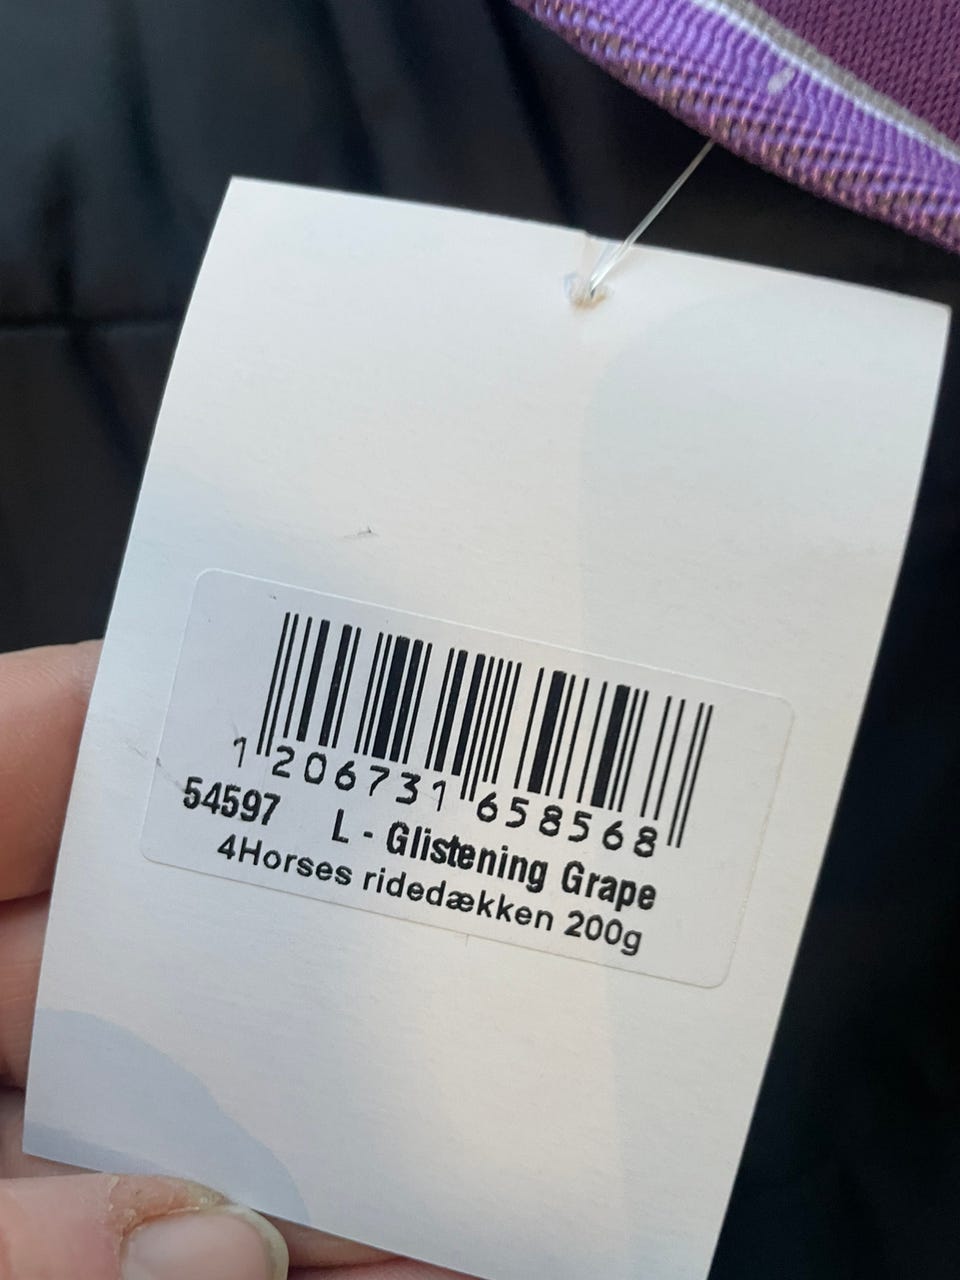 1 206731 658568
54597 L - Glistening Grape
4Horses ridedækken 200g